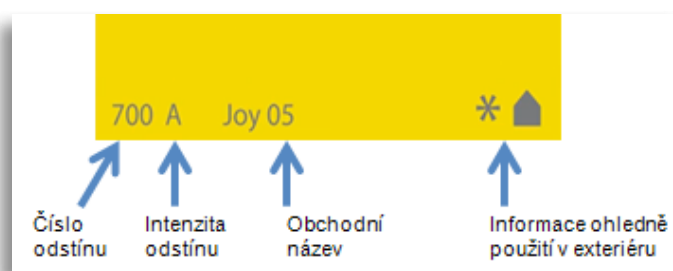 700 A Joy 05 *
Číslo odstínu
Intenzita odstínu
Obchodní název
Informace ohledně použití v exteriéru